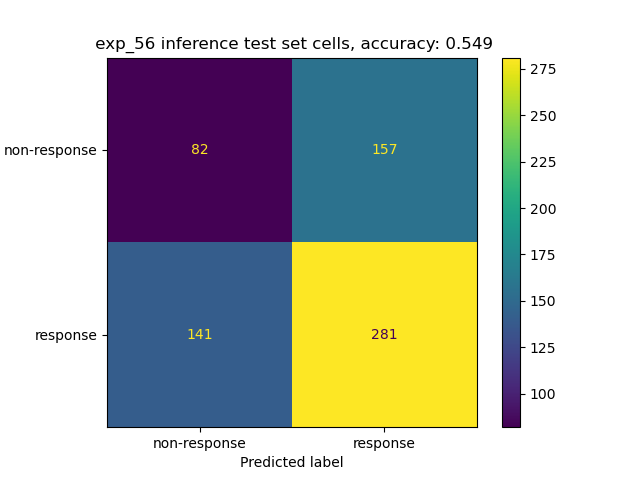 exp_56 inference test set cells, accuracy: 0.549
non-response
82
157
response
141
281
non-response
response
Predicted label
275
250
225
200
175
150
125
100